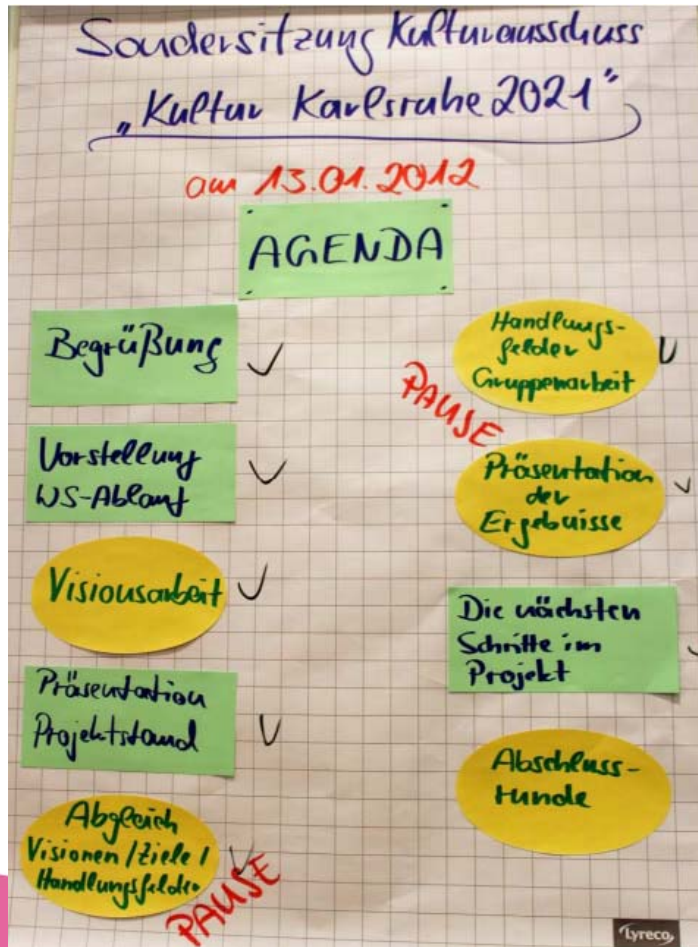 Sondersitzung Kulturausschuss
„Kultur Karlsruhe 2021"
am 13.01.2012
AGENDA
Begrüßung
Vorstellung
WS-Ablauf
Visionsarbeit
Präsentation
Projektstand
Abgleich
Visionen/Ziele/
Handlungsfelder
PAUSE
Handlungs-
felder
Gruppenarbeit
PAUSE
Präsentation
der
Ergebnisse
Die nächsten
Schritte im
Projekt
Abschluss-
runde
Lyreco